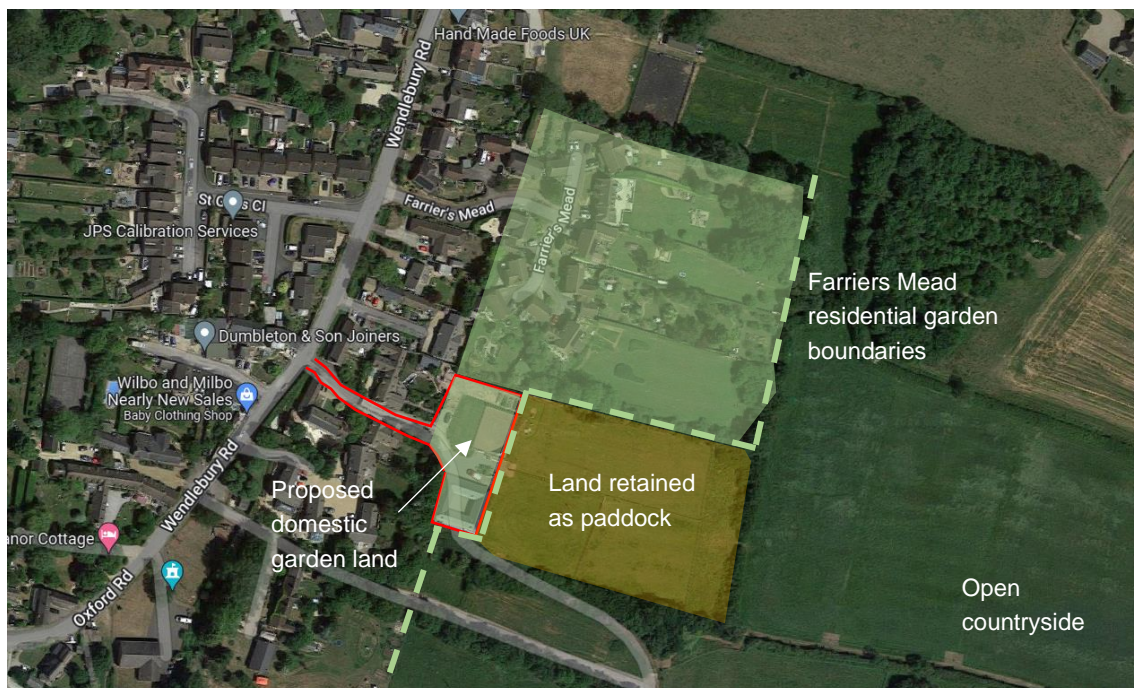 Hand Made Foods UK
Wendlebury Rd
St G s Cl
JPS Calibration Services
Farrier's Mead
Farrier's Mead
Farriers Mead
residential garden
boundaries
Dumbleton & Son Joiners
Wilbo and Milbo
Nearly New Sales
Baby Clothing Shop
Wendlebury Rd
Proposed
domestic
garden land
Land retained
as paddock
anor Cottage
Oxford Rd
Open
countryside